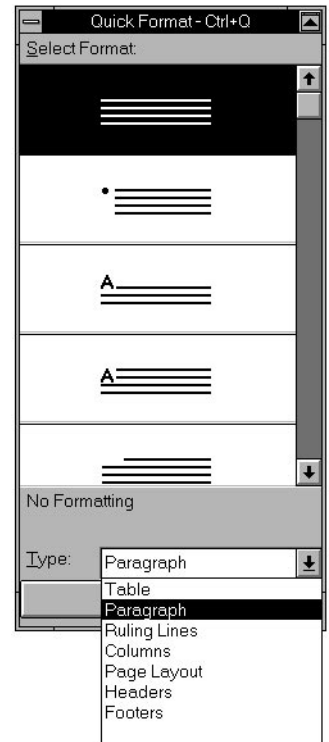 Quick Format - Ctrl+Q
Select Format:
A
A
No Formatting
Type: Paragraph
Table
Paragraph
Ruling Lines
Columns
Page Layout
Headers
Footers